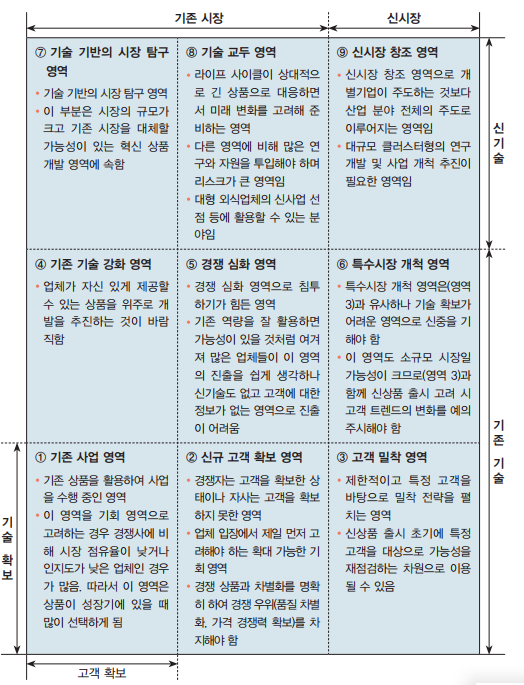 기존 시장
신시장
⑦ 기술 기반의 시장 탐구
영역
• 기술 기반의 시장 탐구 영역
• 이 부분은 시장의 규모가
크고 기존 시장을 대체할
가능성이 있는 혁신 상품
개발 영역에 속함
⑧ 기술 교두 영역
• 라이프 사이클이 상대적으
로 긴 상품으로 대응하면
서 미래 변화를 고려해 준
비하는 영역
• 다른 영역에 비해 많은 연
구와 자원을 투입해야 하며
리스크가 큰 영역임
• 대형 외식업체의 신사업 선
점 등에 활용할 수 있는 분
야임
⑨ 신시장 창조 영역
• 신시장 창조 영역으로 개
별기업이 주도하는 것보다
산업 분야 전체의 주도로
이루어지는 영역임
• 대규모 클러스터형의 연구
개발 및 사업 개척 추진이
필요한 영역임
신기술
④ 기존 기술 강화 영역
• 업체가 자신 있게 제공할
수 있는 상품을 위주로 개
발을 추진하는 것이 바람
직함
⑤ 경쟁 심화 영역
• 경쟁 심화 영역으로 침투
하기가 힘든 영역
• 기존 역량을 잘 활용하면
가능성이 있을 것처럼 여겨
져 많은 업체들이 이 영역
의 진출을 쉽게 생각하나
신기술도 없고 고객에 대한
정보가 없는 영역으로 진출
이 어려움
⑥ 특수시장 개척 영역
• 특수시장 개척 영역은(영역
3)과 유사하나 기술 확보가
어려운 영역으로 신중을 기
해야 함
• 이 영역도 소규모 시장일
가능성이 크므로(영역 3)과
함께 신상품 출시 고려 시
고객 트렌드의 변화를 예의
주시해야 함
기존 기술
① 기존 사업 영역
• 기존 상품을 활용하여 사업
을 수행 중인 영역
• 이 영역을 기회 영역으로
고려하는 경우 경쟁사에 비
해 시장 점유율이 낮거나
인지도가 낮은 업체인 경우
가 많음. 따라서 이 영역은
상품이 성장기에 있을 때
많이 선택하게 됨
② 신규 고객 확보 영역
• 경쟁자는 고객을 확보한 상
태이나 자사는 고객을 확보
하지 못한 영역
• 업체 입장에서 제일 먼저 고
려해야 하는 확대 가능한 기
회 영역
• 경쟁 상품과 차별화를 명확
히 하여 경쟁 우위(품질 차별
화, 가격 경쟁력 확보)를 차
지해야 함
③ 고객 밀착 영역
• 제한적이고 특정 고객을
바탕으로 밀착 전략을 펼
치는 영역
• 신상품 출시 초기에 특정
고객을 대상으로 가능성을
재점검하는 차원으로 이용
될 수 있음
기술 확보
고객 확보